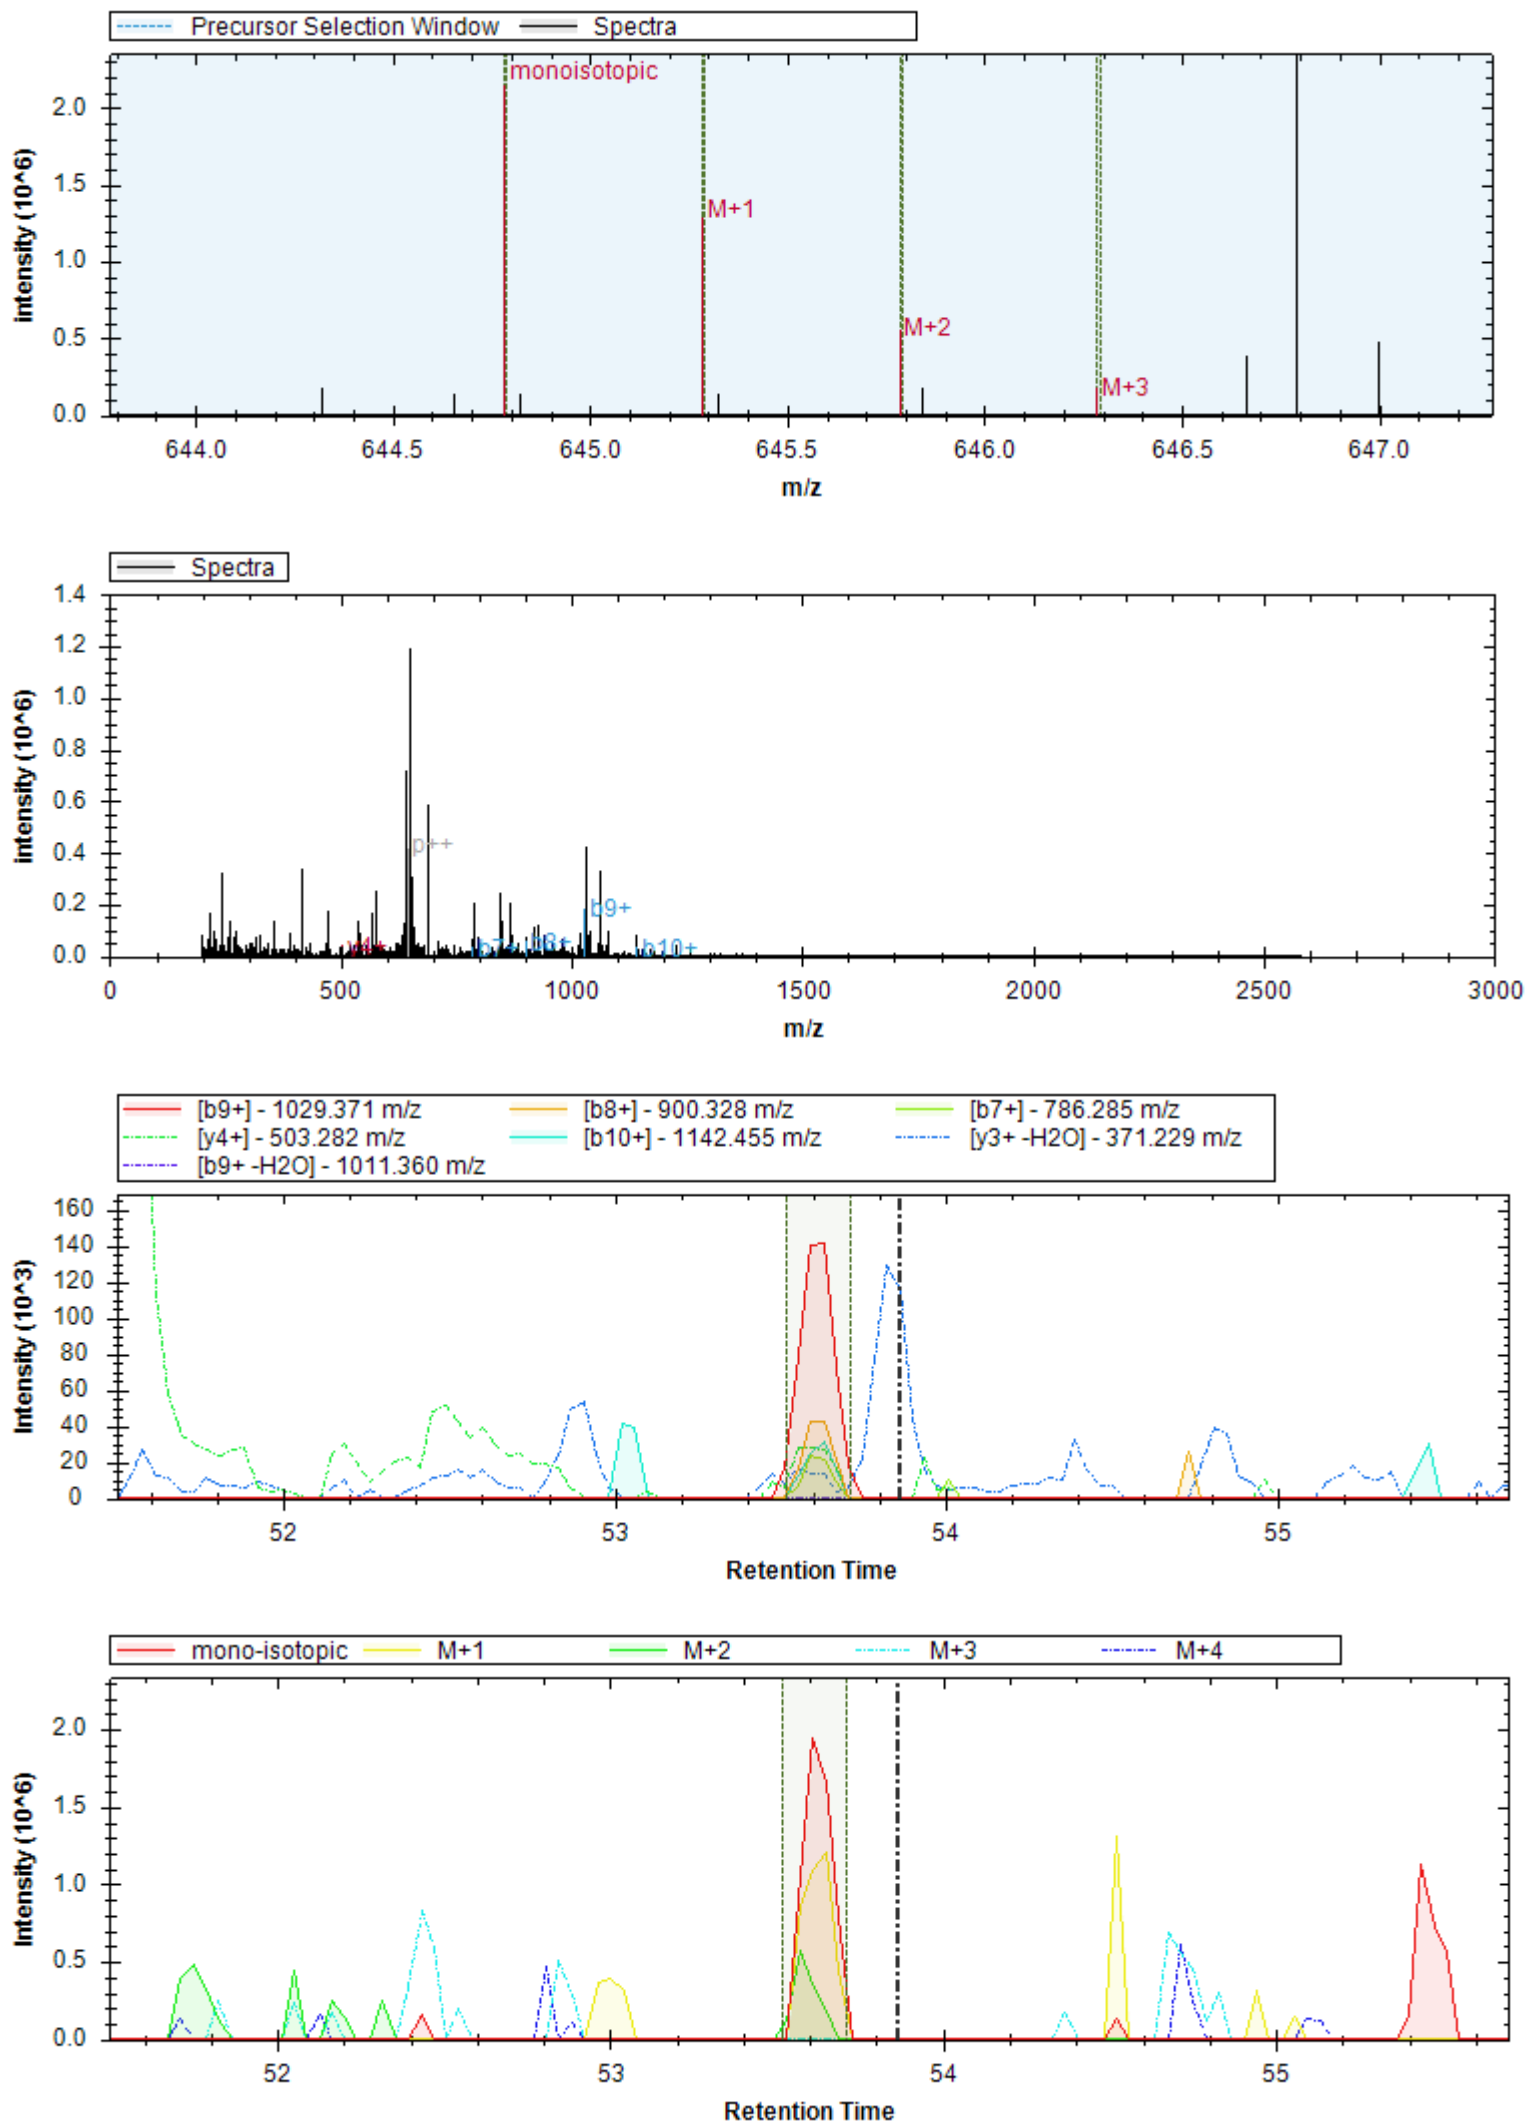 Precursor Selection Window Spectra
intensity (10^6)
monoisotopic
M+1
M+2
M+3
2.0
1.5
1.0
0.5
0.0
644.0 644.5 645.0 645.5 646.0 646.5 647.0
m/z
Spectra
intensity (10^6)
1.4
1.2
1.0
0.8
0.6
0.4
0.2
0.0
p++
b9+
y4+ b7+ b8+ b10+
0 500 1000 1500 2000 2500 3000
m/z
[b9+] - 1029.371 m/z [b8+] - 900.328 m/z [b7+] - 786.285 m/z
[y4+] - 503.282 m/z [b10+] - 1142.455 m/z [y3+ -H2O] - 371.229 m/z
[b9+ -H2O] - 1011.360 m/z
Intensity (10^3)
160
140
120
100
80
60
40
20
0
52 53 54 55
Retention Time
mono-isotopic M+1 M+2 M+3 M+4
Intensity (10^6)
2.0
1.5
1.0
0.5
0.0
52 53 54 55
Retention Time